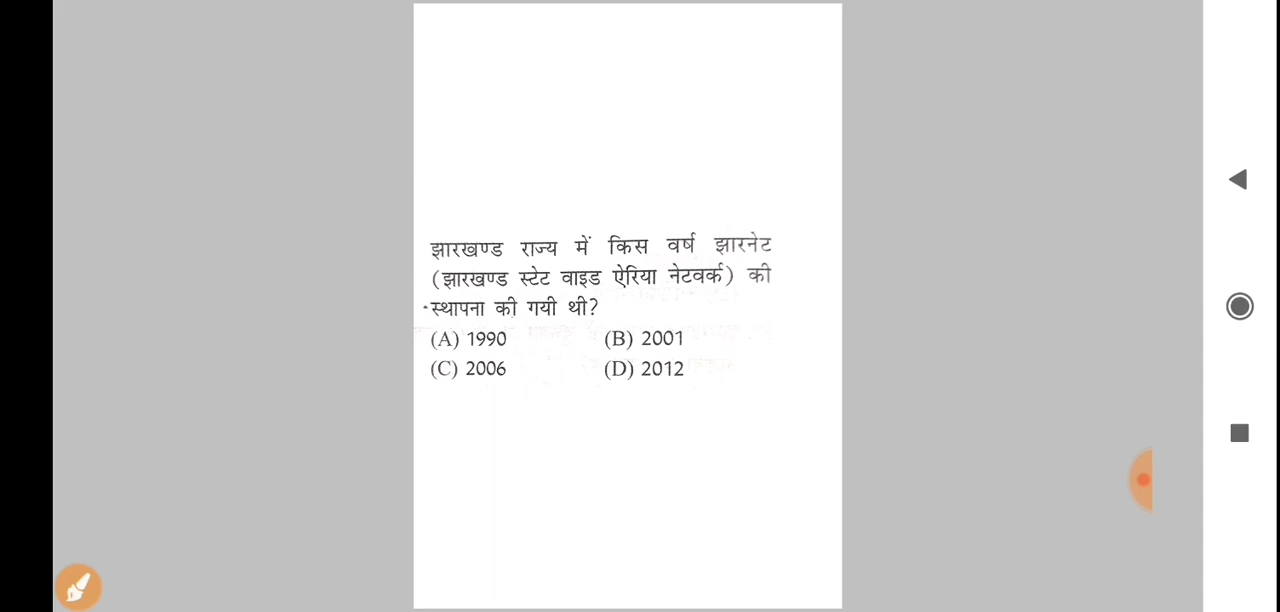 झारखण्ड राज्य में किस वर्ष झारनेट
(झारखण्ड स्टेट वाइड ऐरिया नेटवर्क) की
स्थापना की गयी थी?
(A) 1990 (B) 2001
(C) 2006 (D) 2012